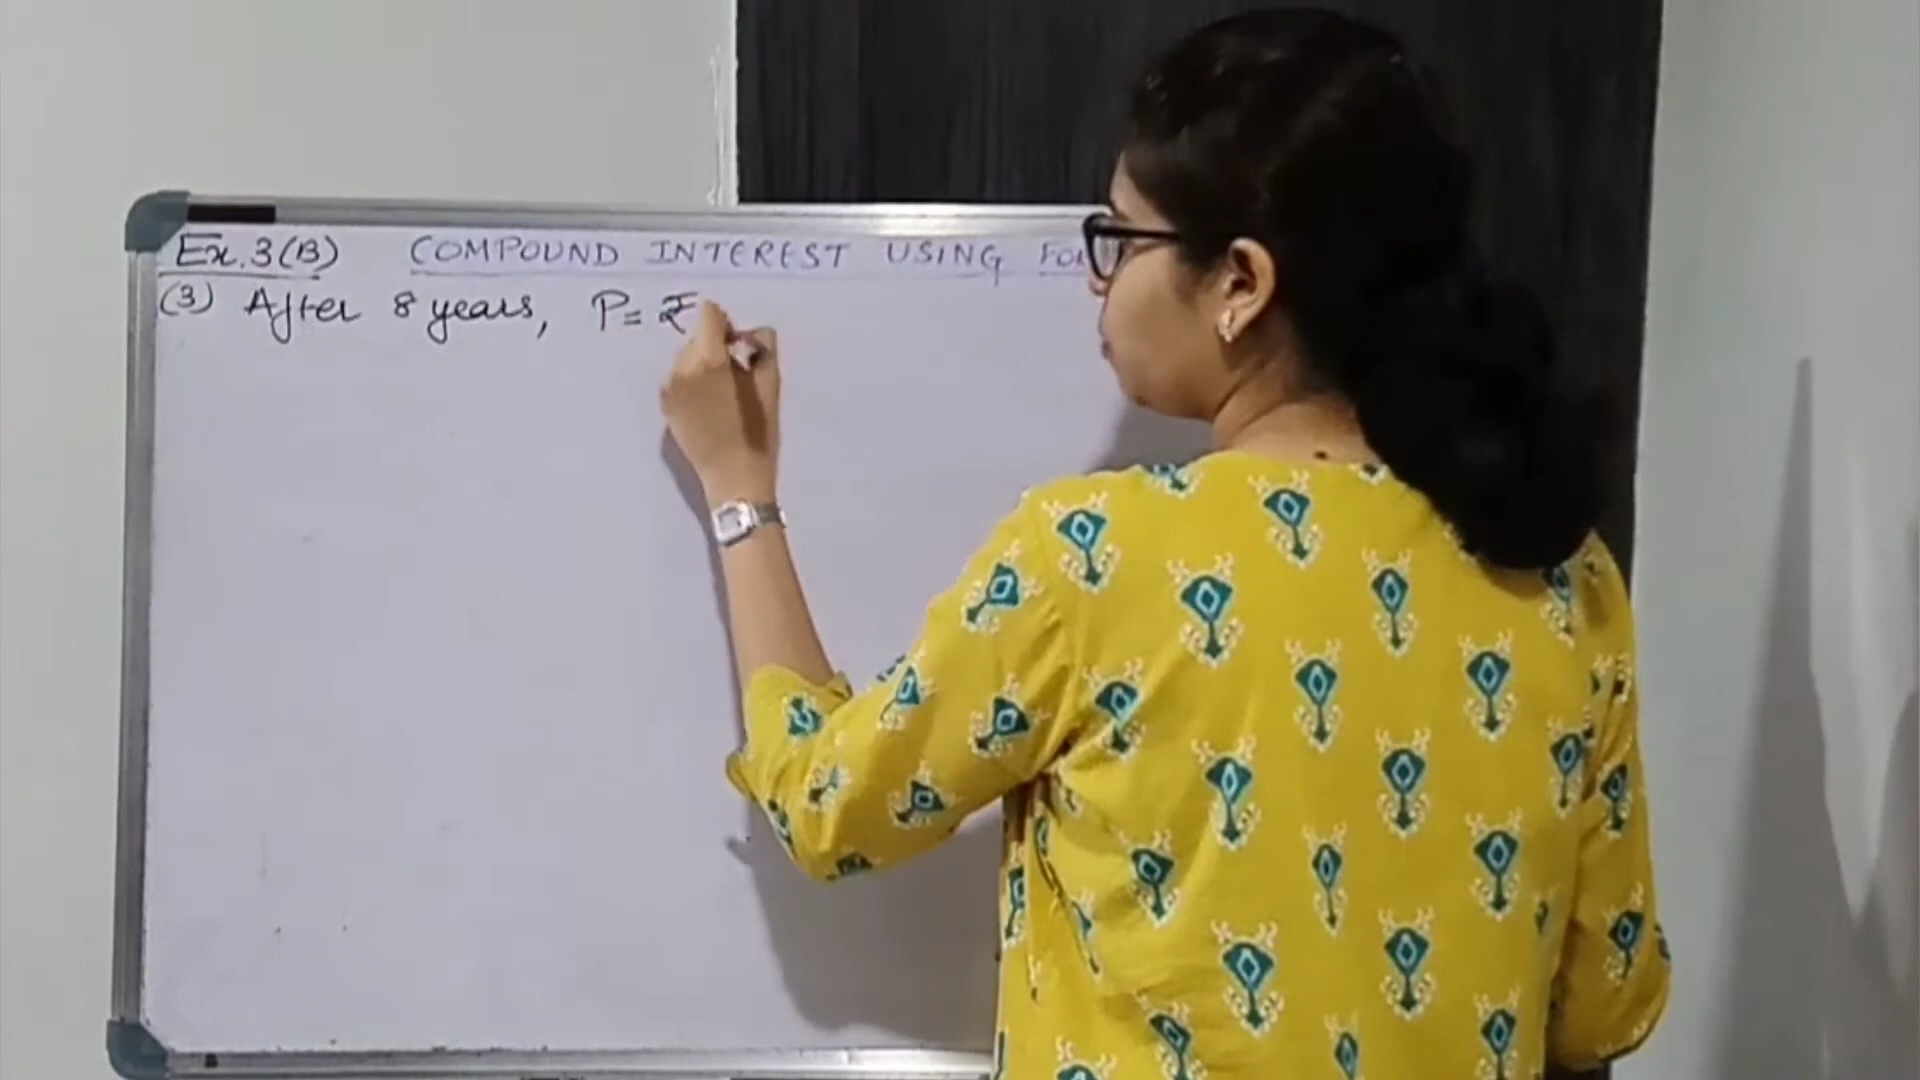 Ex. 3(B) COMPOUND INTEREST USING
(3) After 8 years, P= ₹